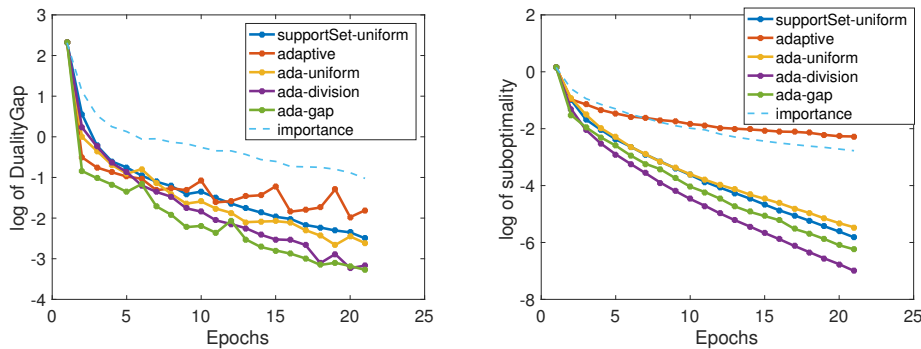 3
2
1
0
-1
-2
-3
-4
log of DualityGap
0
5
10
15
20
25
Epochs
supportSet-uniform
adaptive
ada-uniform
ada-division
ada-gap
importance
2
0
-2
-4
-6
-8
log of suboptimality
0
5
10
15
20
25
Epochs
supportSet-uniform
adaptive
ada-uniform
ada-division
ada-gap
importance